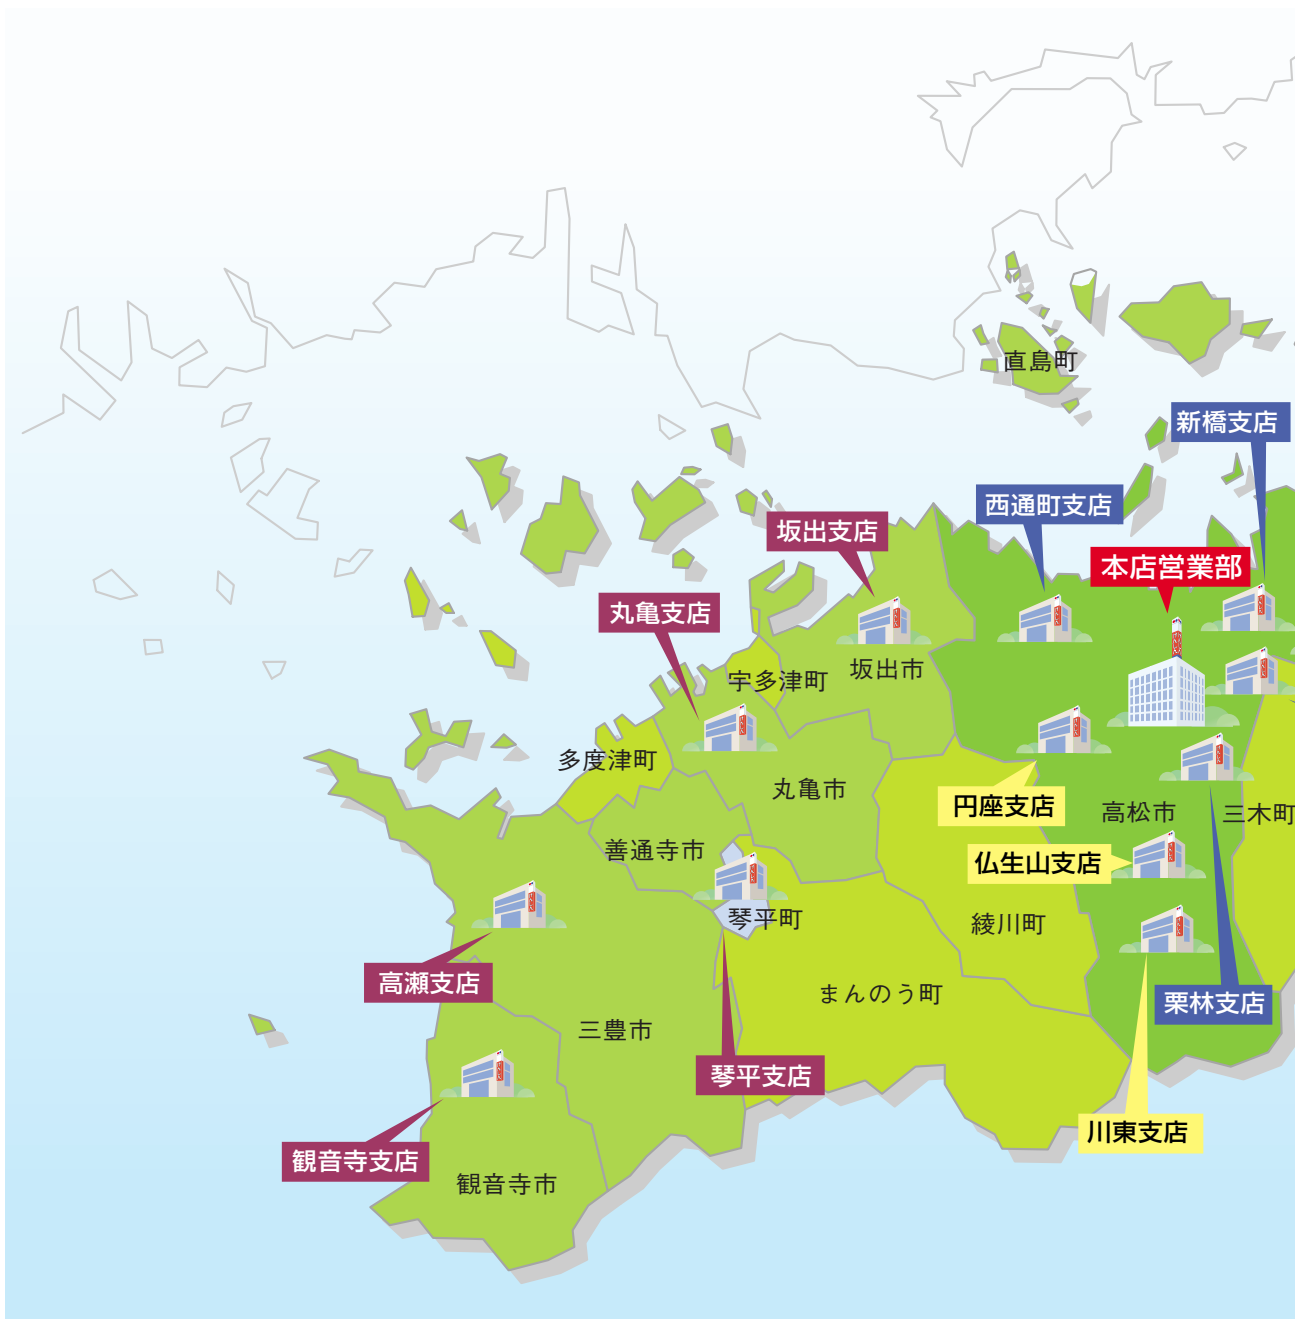 直島町
新橋支店
西通町支店
坂出支店
本店営業部
丸亀支店
宇多津町
坂出市
多度津町
丸亀市
円座支店
高松市
三木町
善通寺市
仏生山支店
琴平町
綾川町
高瀬支店
まんのう町
栗林支店
三豊市
琴平支店
川東支店
観音寺支店
観音寺市